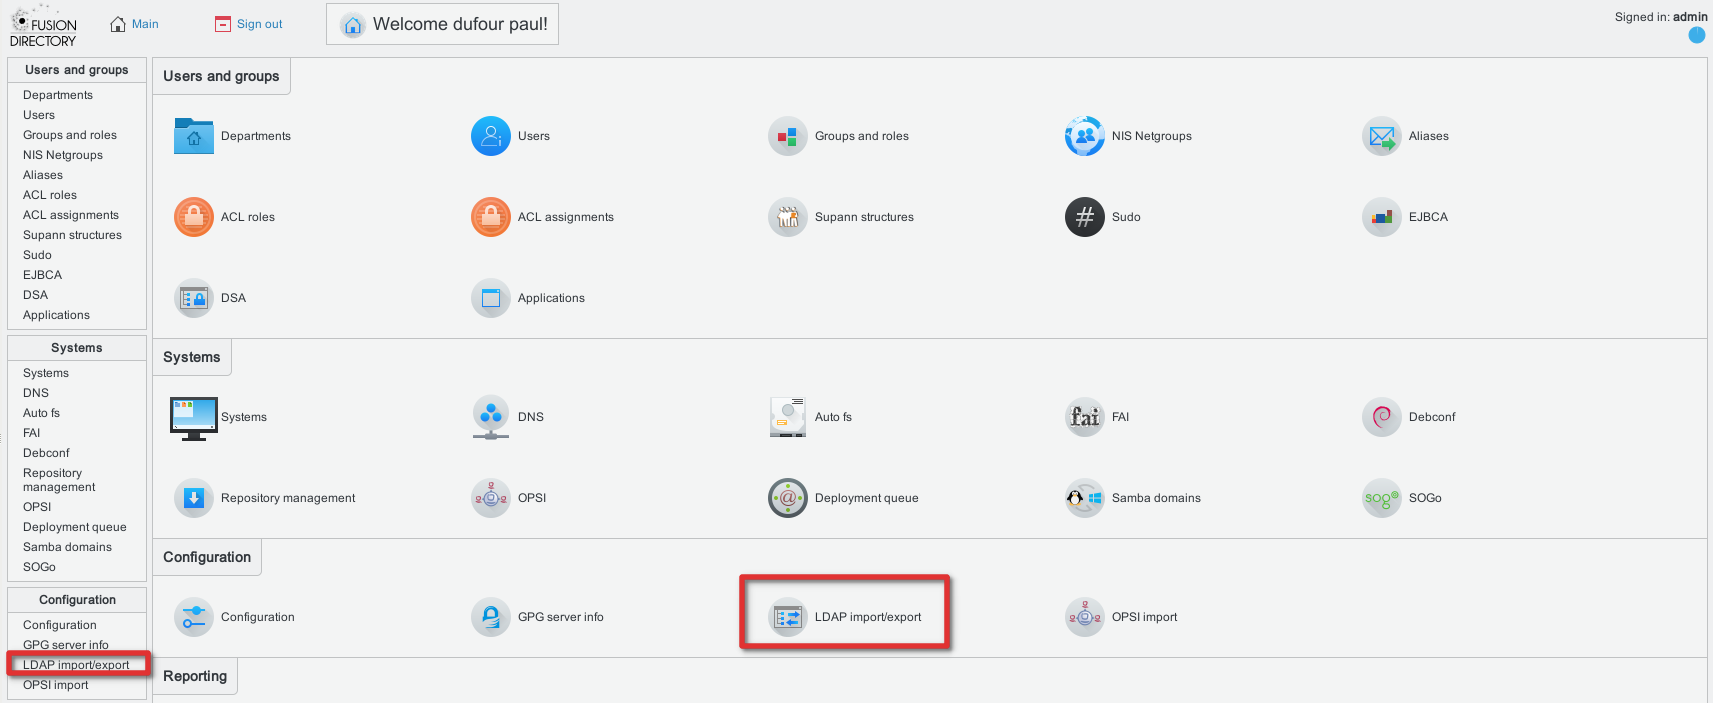 FUSION
DIRECTORY
Main
Sign out
Welcome dufour paul!
Signed in: admin
Users and groups
Departments
Users
Groups and roles
NIS Netgroups
Aliases
ACL roles
ACL assignments
Supann structures
Sudo
EJBCA
DSA
Applications
Systems
Systems
DNS
Auto fs
FAI
Debconf
Repository
management
OPSI
Deployment queue
Samba domains
SOGo
Configuration
Configuration
GPG server info
LDAP import/export
OPSI import
Users and groups
Departments
Users
Groups and roles
NIS Netgroups
Aliases
ACL roles
ACL assignments
Supann structures
#
Sudo
EJBCA
DSA
Applications
Systems
Systems
DNS
Auto fs
fai
FAI
Debconf
Repository management
OPSI
@
Deployment queue
Samba domains
sogo
SOGo
Configuration
Configuration
GPG server info
LDAP import/export
OPSI import
Reporting